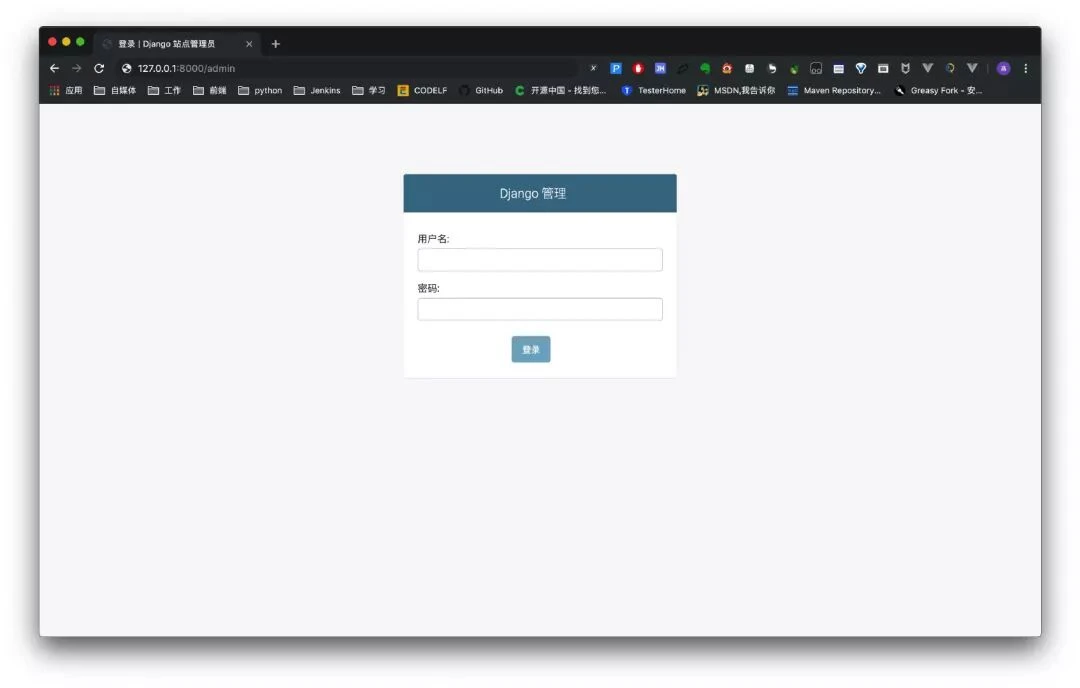 登录 | Django 站点管理员
127.0.0.1:8000/admin
应用 自媒体 工作 前端 python Jenkins 学习 CODELF GitHub 开源中国 - 找到您... TesterHome MSDN,我告诉你 Maven Repository... Greasy Fork - 安...
Django 管理
用户名:
密码:
登录